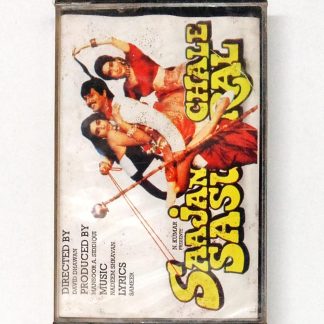 N. KUMAR
PRESENTS
SAAJAN CHALE
SASURAL
DIRECTED BY
DAVID DHAWAN
PRODUCED BY
MANSOOR A. SIDDIQUI
MUSIC
NADEEM SHRAVAN
LYRICS
SAMEER